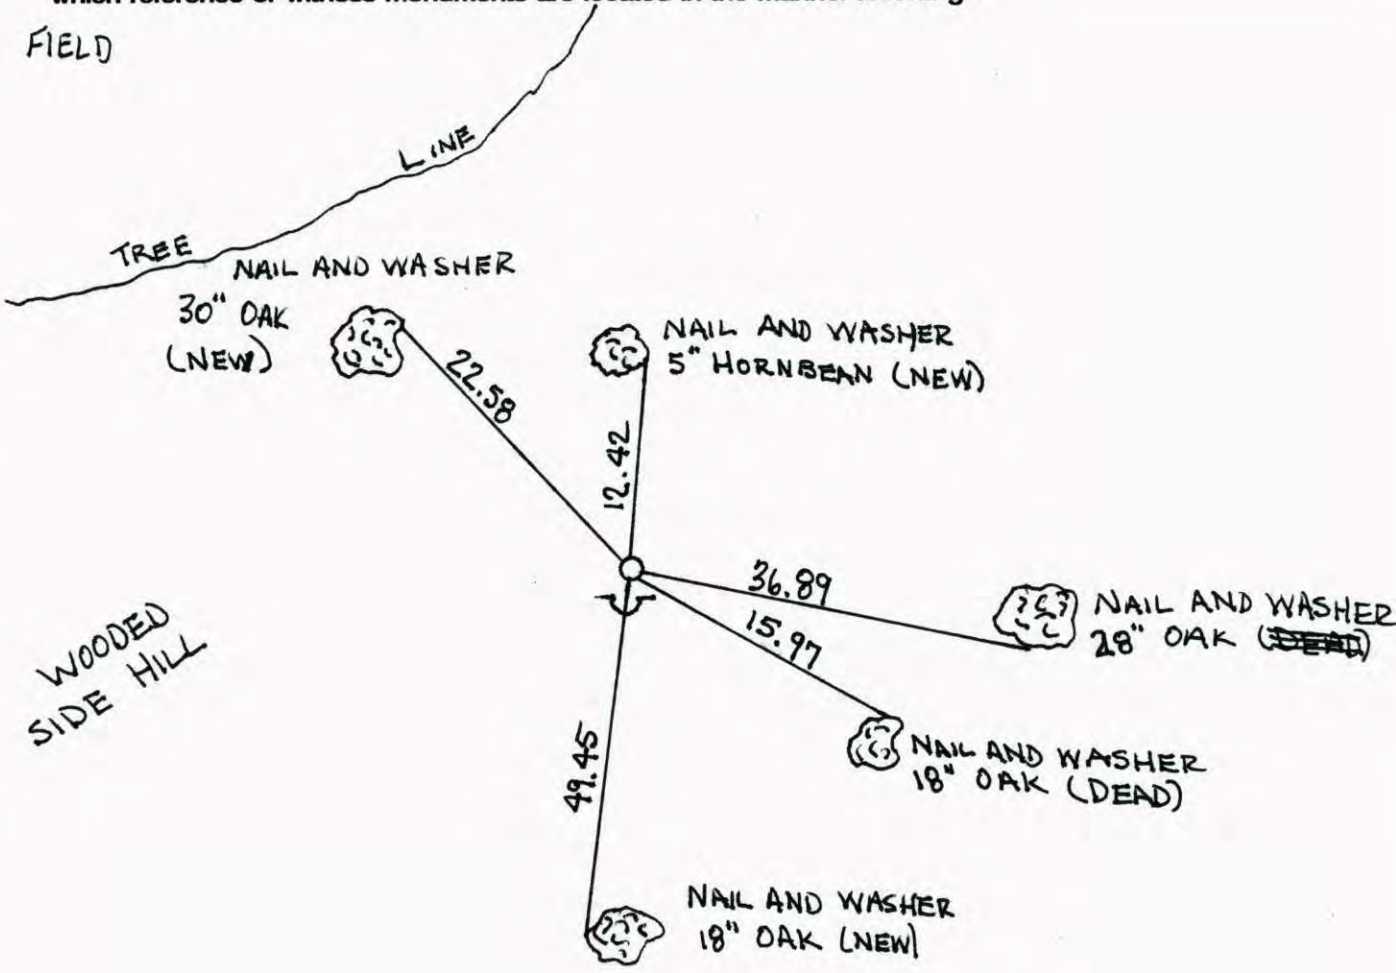 FIELD
TREE LINE
NAIL AND WASHER
30" OAK
(NEW)
22.58
NAIL AND WASHER
5" HORNBEAN (NEW)
12.42
36.89
NAIL AND WASHER
28" OAK (DEAD)
15.97
NAIL AND WASHER
18" OAK (DEAD)
WOODED
SIDE HILL
49.45
NAIL AND WASHER
18" OAK (NEW)